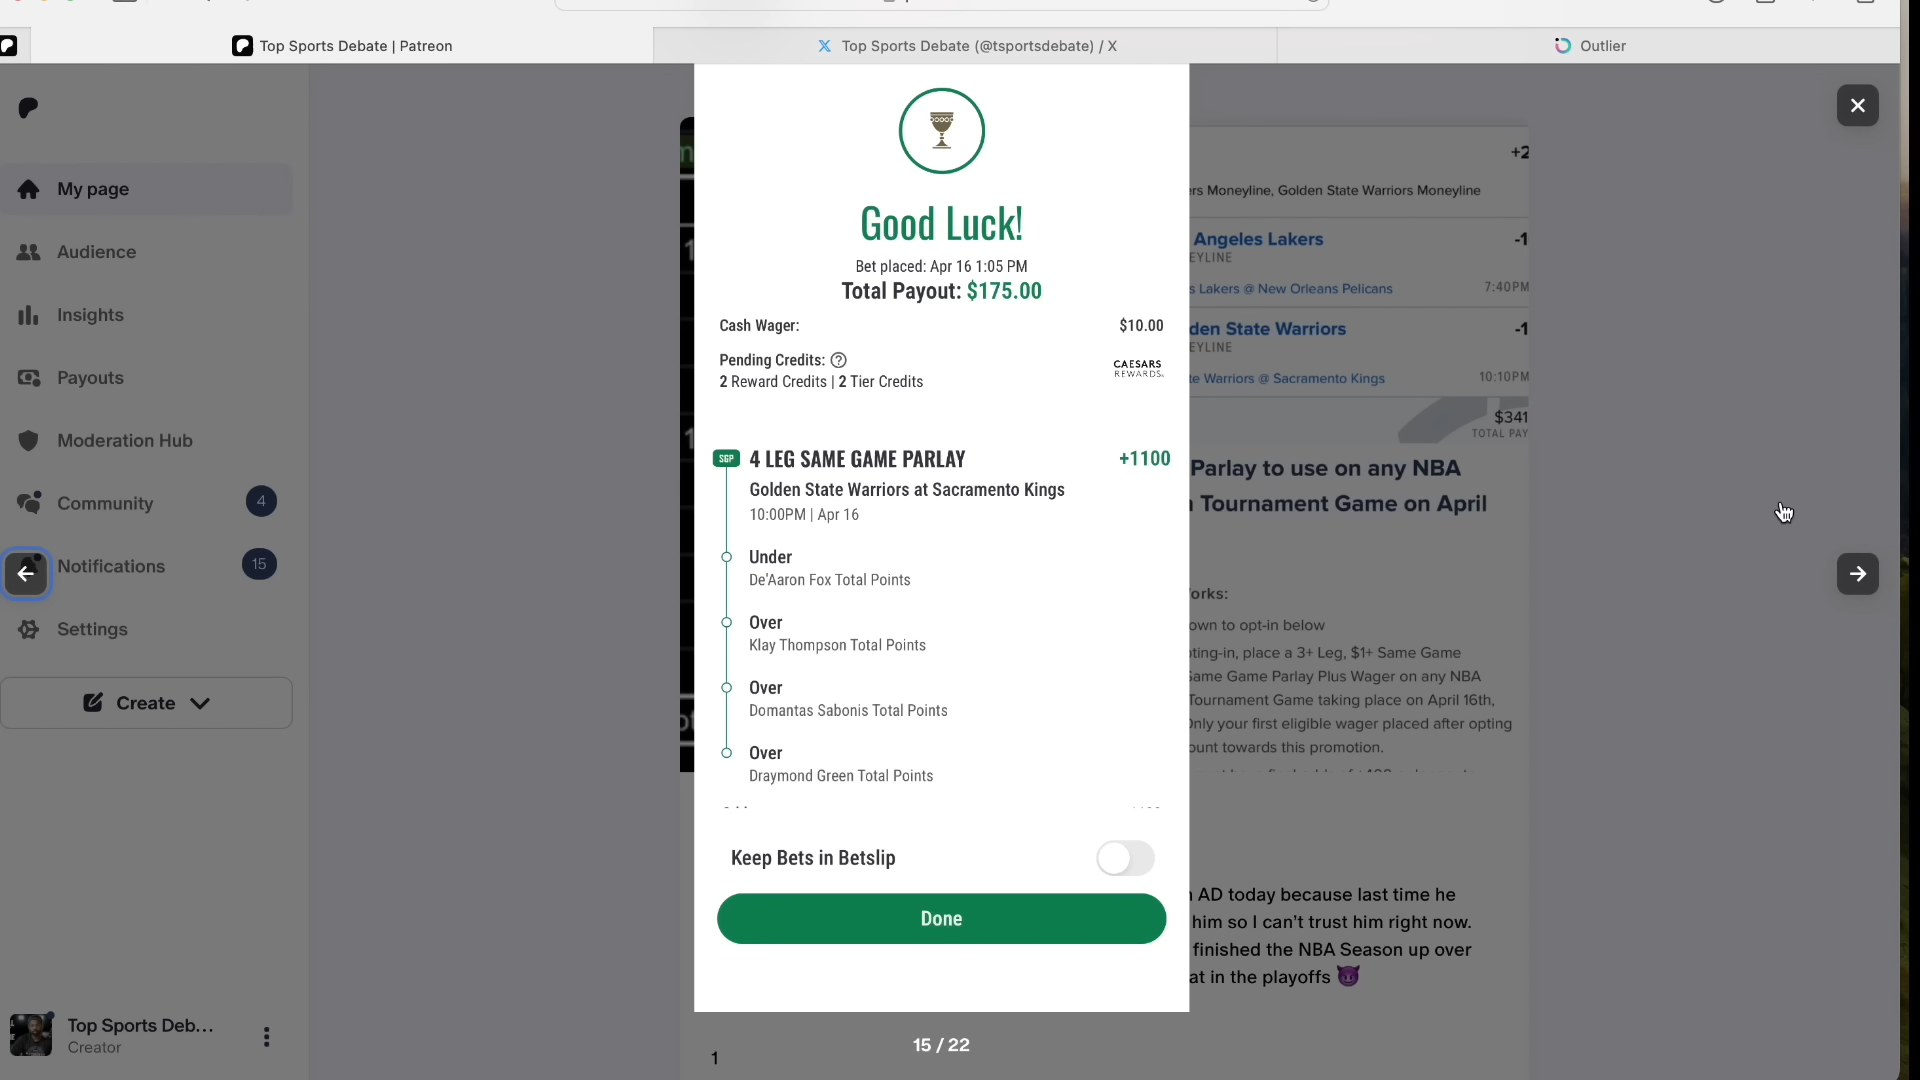 Top Sports Debate | Patreon
Top Sports Debate (@tsportsdebate) / X
Outlier
My page
Audience
Insights
Payouts
Moderation Hub
Community
4
Notifications
15
Settings
Create
Top Sports Deb...
Creator
Good Luck!
Bet placed: Apr 16 1:05 PM
Total Payout: $175.00
Cash Wager: $10.00
Pending Credits:
2 Reward Credits | 2 Tier Credits
CAESARS
REWARDS
SGP 4 LEG SAME GAME PARLAY +1100
Golden State Warriors at Sacramento Kings
10:00PM | Apr 16
Under
De'Aaron Fox Total Points
Over
Klay Thompson Total Points
Over
Domantas Sabonis Total Points
Over
Draymond Green Total Points
Keep Bets in Betslip
Done
15 / 22
1
+2
rs Moneyline, Golden State Warriors Moneyline
Angeles Lakers -1
EYLINE
s Lakers @ New Orleans Pelicans 7:40PM
den State Warriors -1
EYLINE
te Warriors @ Sacramento Kings 10:10PM
$341
TOTAL PAY
Parlay to use on any NBA
Tournament Game on April
orks:
own to opt-in below
pting-in, place a 3+ Leg, $1+ Same Game
Same Game Parlay Plus Wager on any NBA
Tournament Game taking place on April 16th,
Only your first eligible wager placed after opting
ount towards this promotion.
AD today because last time he
him so I can't trust him right now.
finished the NBA Season up over
at in the playoffs 😈